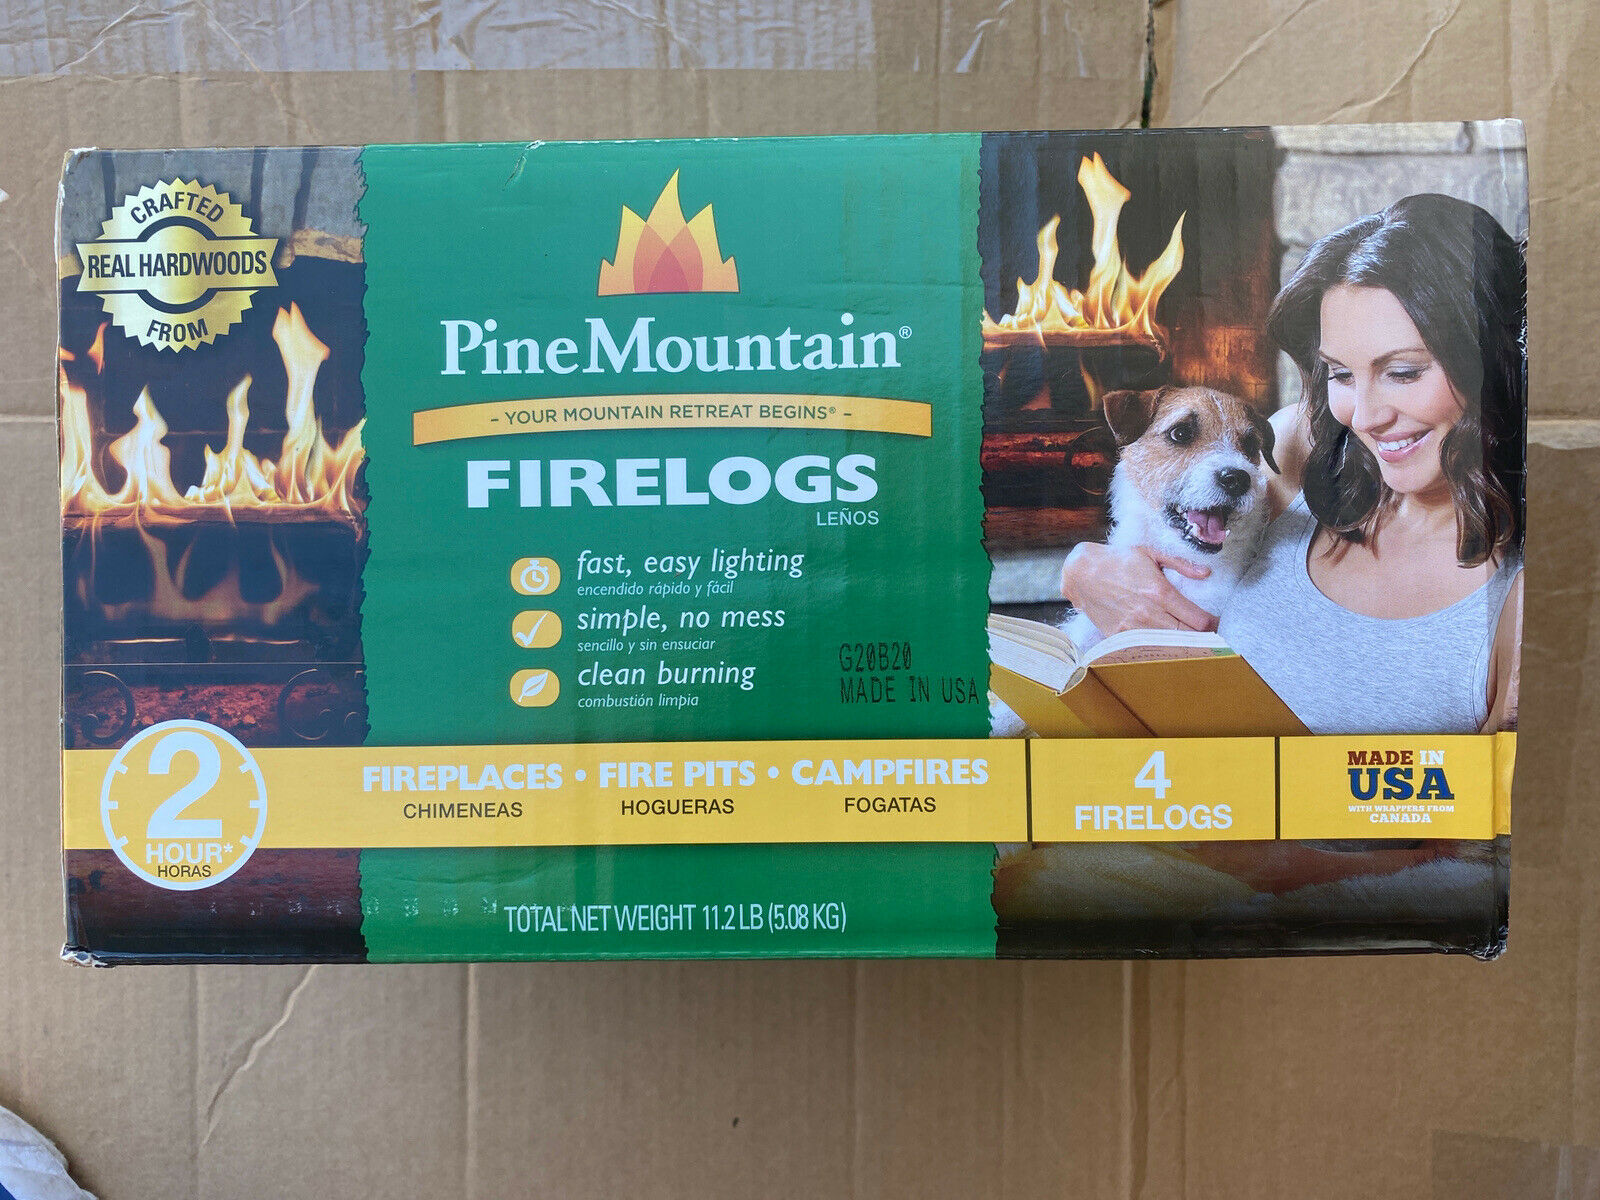 CRAFTED
REAL HARDWOODS
FROM
PineMountain®
- YOUR MOUNTAIN RETREAT BEGINS® -
FIRELOGS
LEÑOS
fast, easy lighting
encendido rápido y fácil
simple, no mess
sencillo y sin ensuciar
clean burning
combustión limpia
G20B20
MADE IN USA
2
HOUR*
HORAS
FIREPLACES • FIRE PITS • CAMPFIRES
CHIMENEAS HOGUERAS FOGATAS
4
FIRELOGS
MADE IN
USA
WITH WRAPPERS FROM
CANADA
TOTAL NET WEIGHT 11.2 LB (5.08 KG)